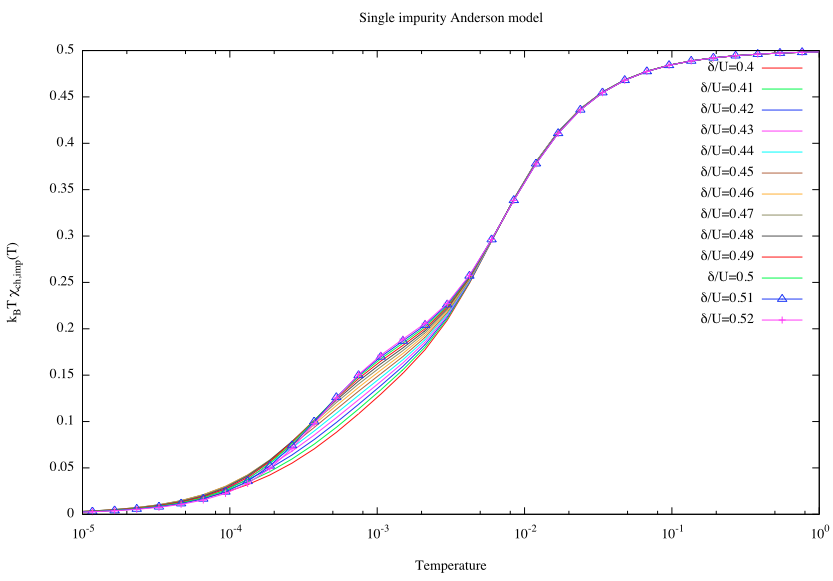 Single impurity Anderson model
0.5
0.45
0.4
0.35
0.3
0.25
0.2
0.15
0.1
0.05
0
k_B T χ_ch,imp(T)
δ/U=0.4
δ/U=0.41
δ/U=0.42
δ/U=0.43
δ/U=0.44
δ/U=0.45
δ/U=0.46
δ/U=0.47
δ/U=0.48
δ/U=0.49
δ/U=0.5
δ/U=0.51
δ/U=0.52
10^-5 10^-4 10^-3 10^-2 10^-1 10^0
Temperature